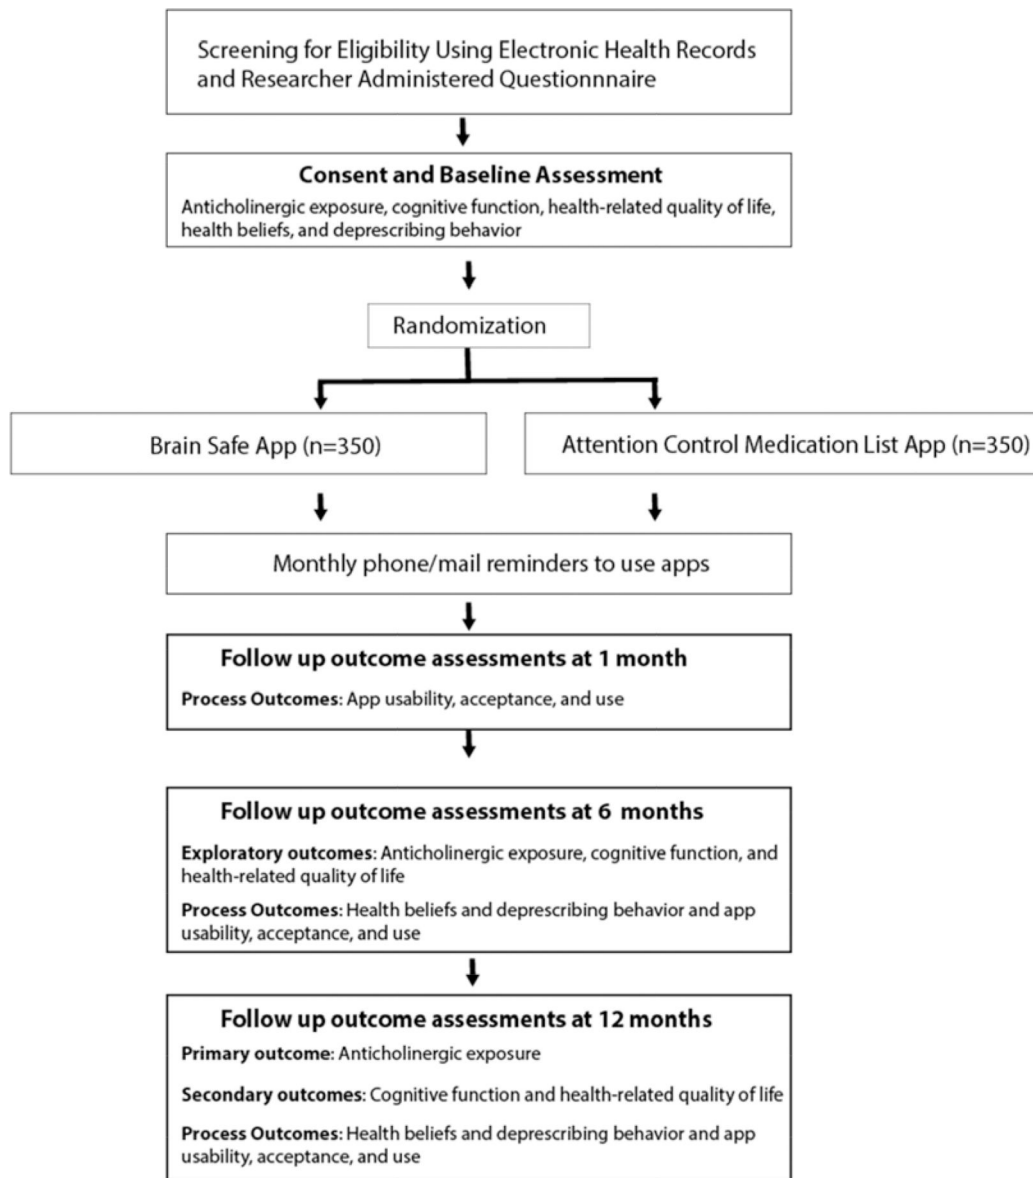 Screening for Eligibility Using Electronic Health Records
and Researcher Administered Questionnnaire
Consent and Baseline Assessment
Anticholinergic exposure, cognitive function, health-related quality of life,
health beliefs, and deprescribing behavior
Randomization
Brain Safe App (n=350)
Attention Control Medication List App (n=350)
Monthly phone/mail reminders to use apps
Follow up outcome assessments at 1 month
Process Outcomes: App usability, acceptance, and use
Follow up outcome assessments at 6 months
Exploratory outcomes: Anticholinergic exposure, cognitive function, and
health-related quality of life
Process Outcomes: Health beliefs and deprescribing behavior and app
usability, acceptance, and use
Follow up outcome assessments at 12 months
Primary outcome: Anticholinergic exposure
Secondary outcomes: Cognitive function and health-related quality of life
Process Outcomes: Health beliefs and deprescribing behavior and app
usability, acceptance, and use